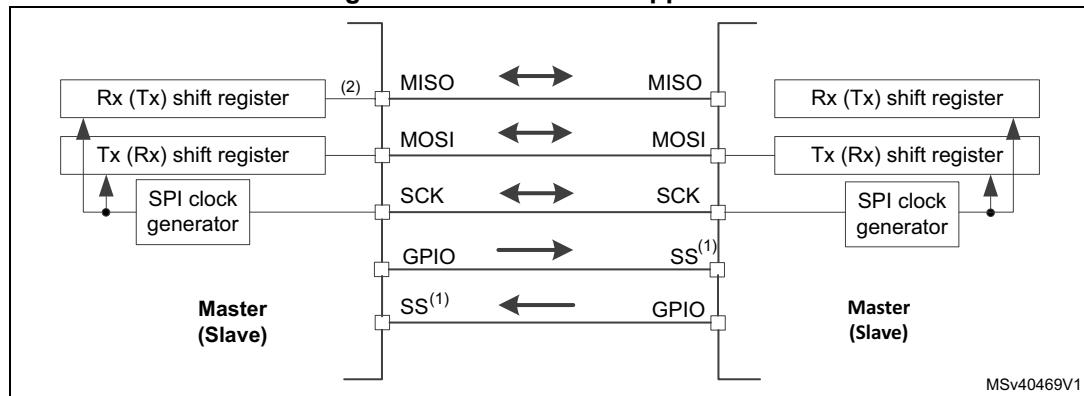 MISO
MISO
(2)
Rx (Tx) shift register
Rx (Tx) shift register
MOSI
MOSI
Tx (Rx) shift register
Tx (Rx) shift register
SPI clock
generator
SCK
SCK
SPI clock
generator
GPIO
SS(1)
SS(1)
GPIO
Master
(Slave)
Master
(Slave)
MSv40469V1